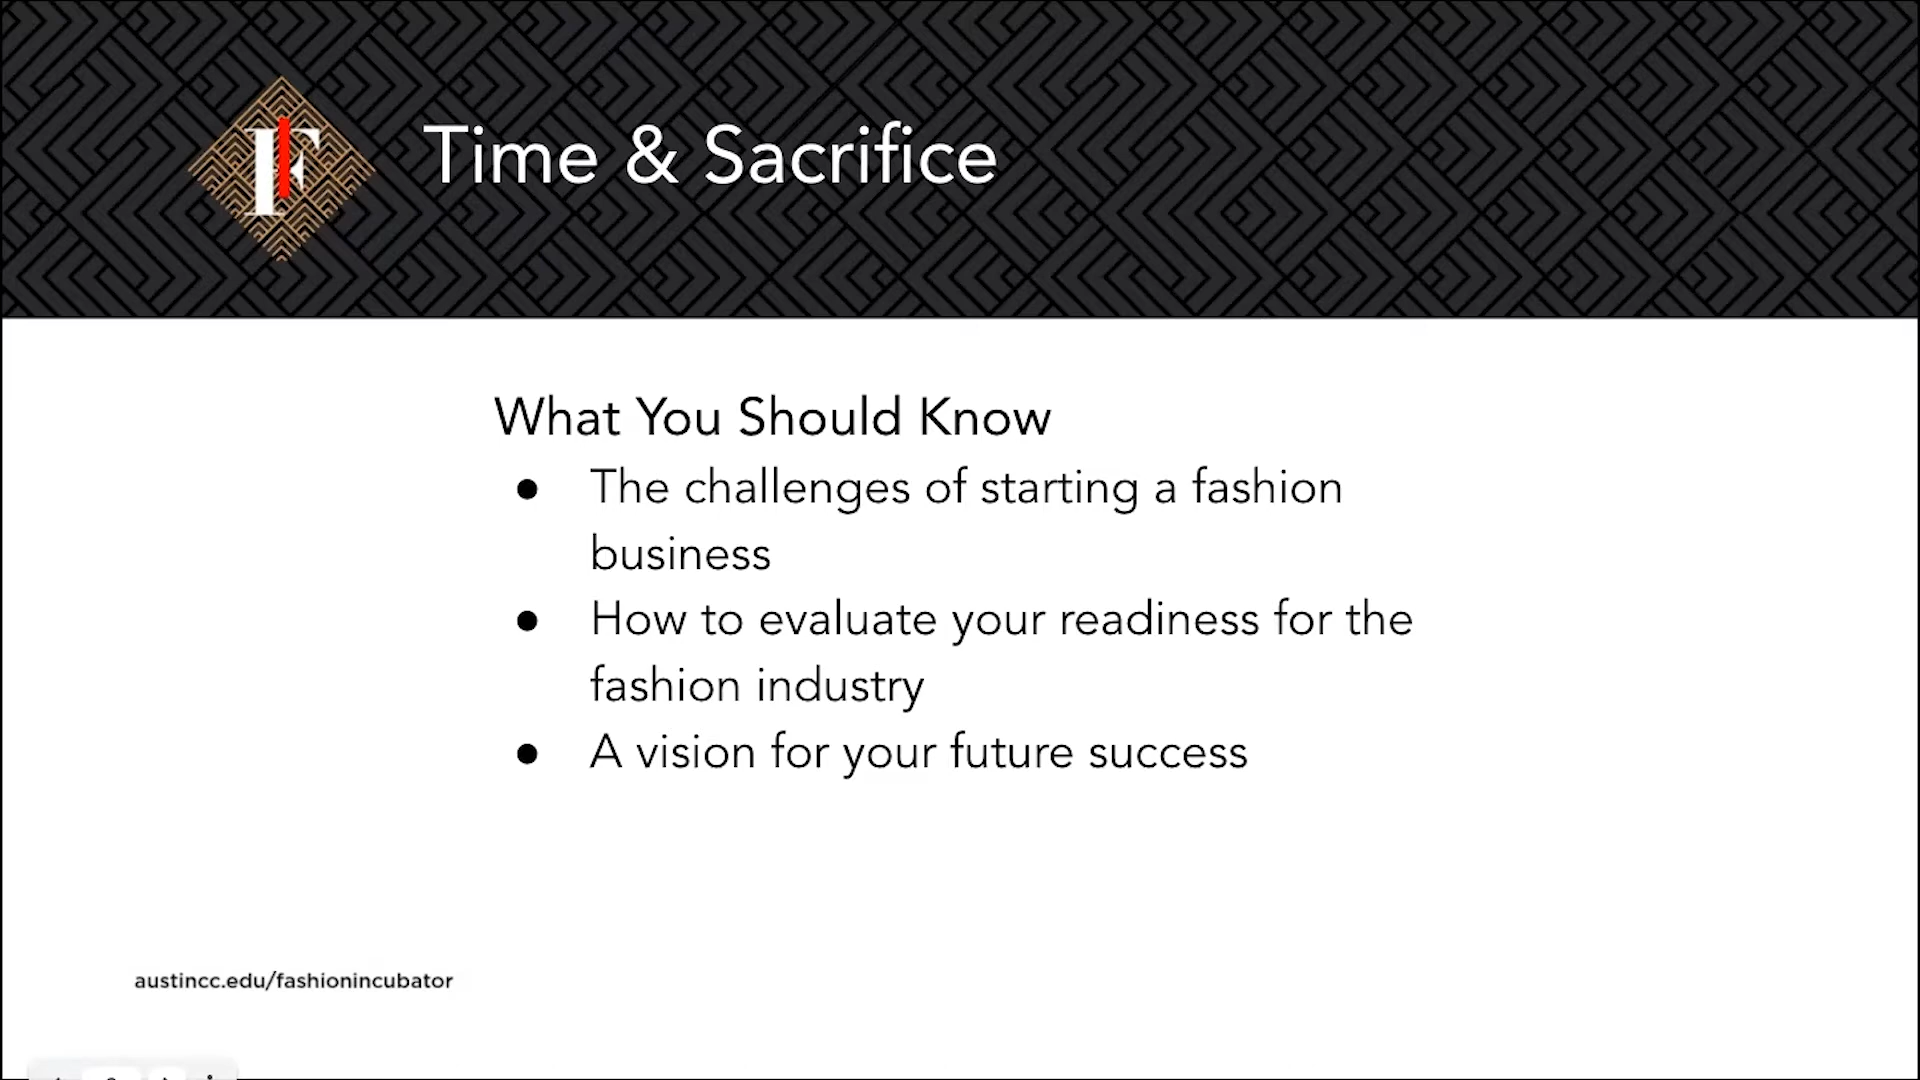 Time & Sacrifice
What You Should Know
● The challenges of starting a fashion
business
● How to evaluate your readiness for the
fashion industry
● A vision for your future success
austincc.edu/fashionincubator